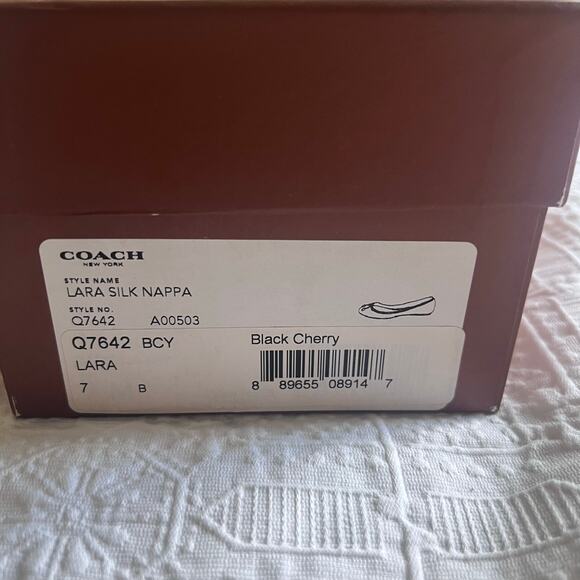 COACH
NEW YORK
STYLE NAME
LARA SILK NAPPA
STYLE NO.
Q7642 A00503
Q7642 BCY Black Cherry
LARA
7 B
8 89655 08914 7